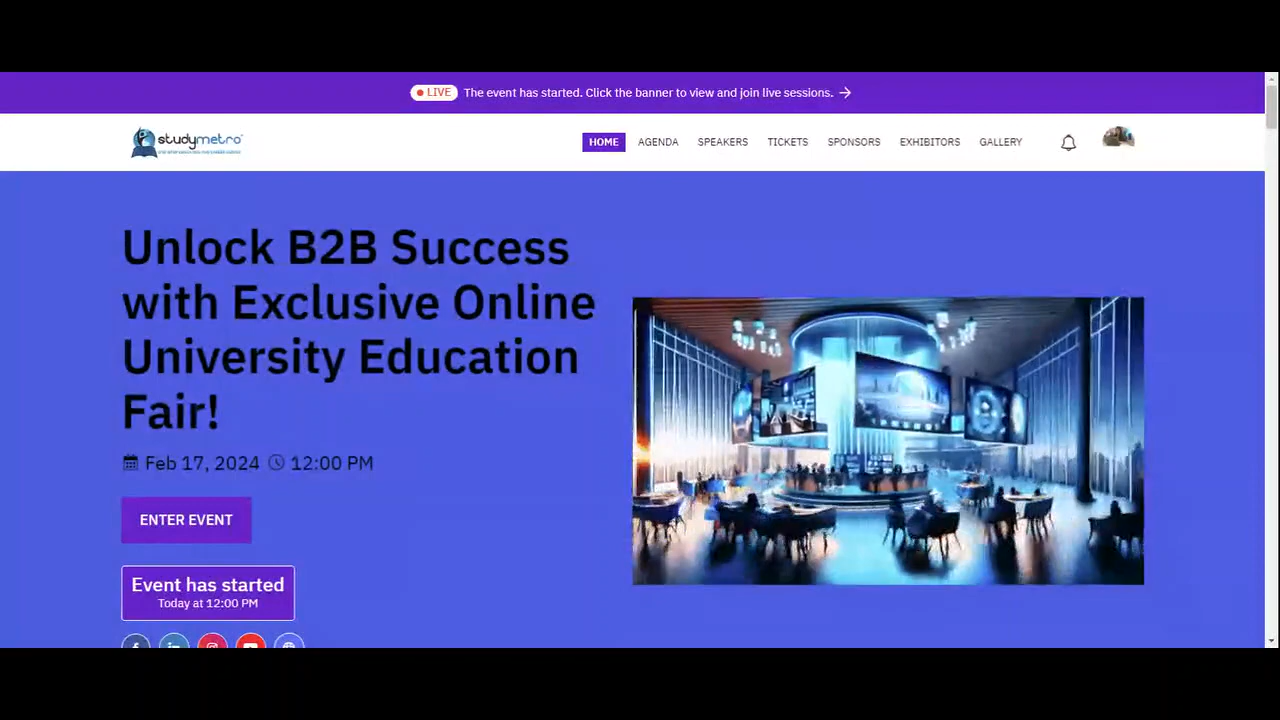 LIVE The event has started. Click the banner to view and join live sessions. →
studymetro
HOME AGENDA SPEAKERS TICKETS SPONSORS EXHIBITORS GALLERY
Unlock B2B Success
with Exclusive Online
University Education
Fair!
Feb 17, 2024 12:00 PM
ENTER EVENT
Event has started
Today at 12:00 PM